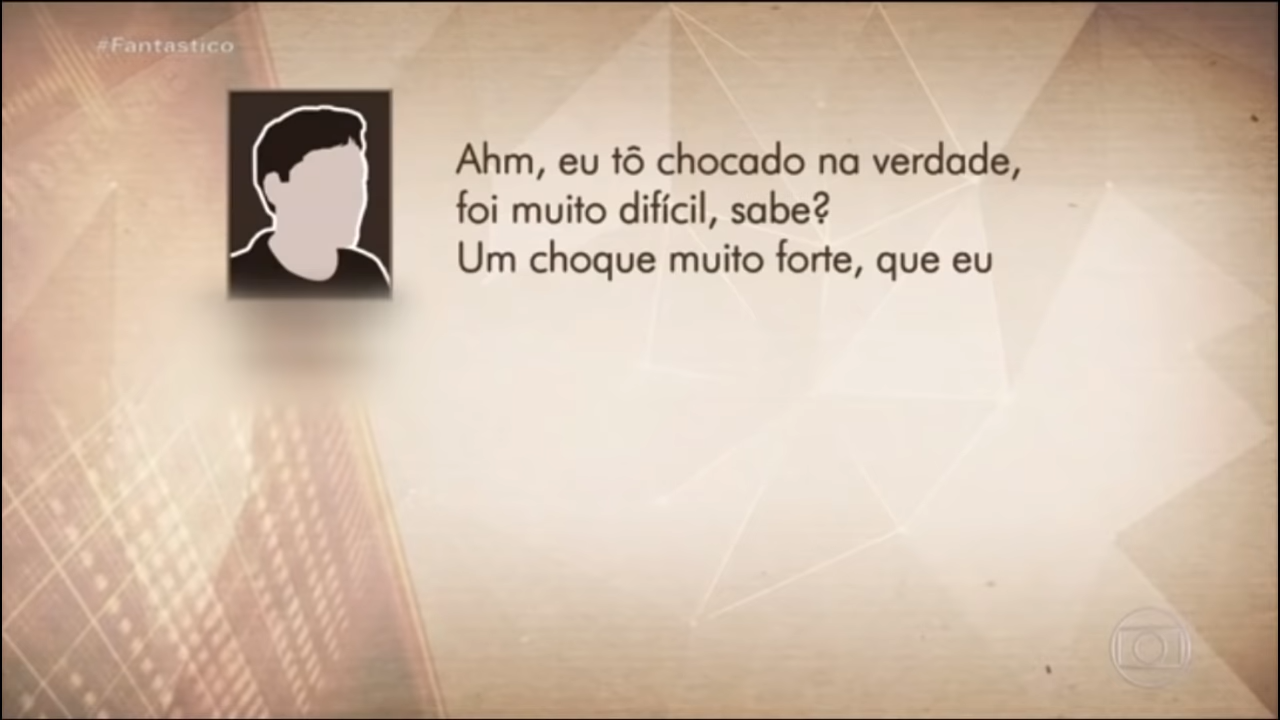 #Fantastico
Ahm, eu tô chocado na verdade,
foi muito difícil, sabe?
Um choque muito forte, que eu